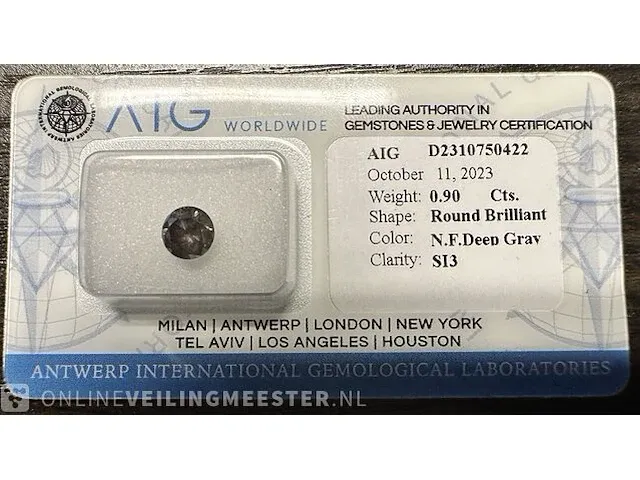 AIG WORLDWIDE
LEADING AUTHORITY IN
GEMSTONES & JEWELRY CERTIFICATION
AIG D2310750422
October 11, 2023
Weight: 0.90 Cts.
Shape: Round Brilliant
Color: N.F.Deep Gray
Clarity: SI3
MILAN | ANTWERP | LONDON | NEW YORK
TEL AVIV | LOS ANGELES | HOUSTON
ANTWERP INTERNATIONAL GEMOLOGICAL LABORATORIES
ONLINEVEILINGMEESTER.NL